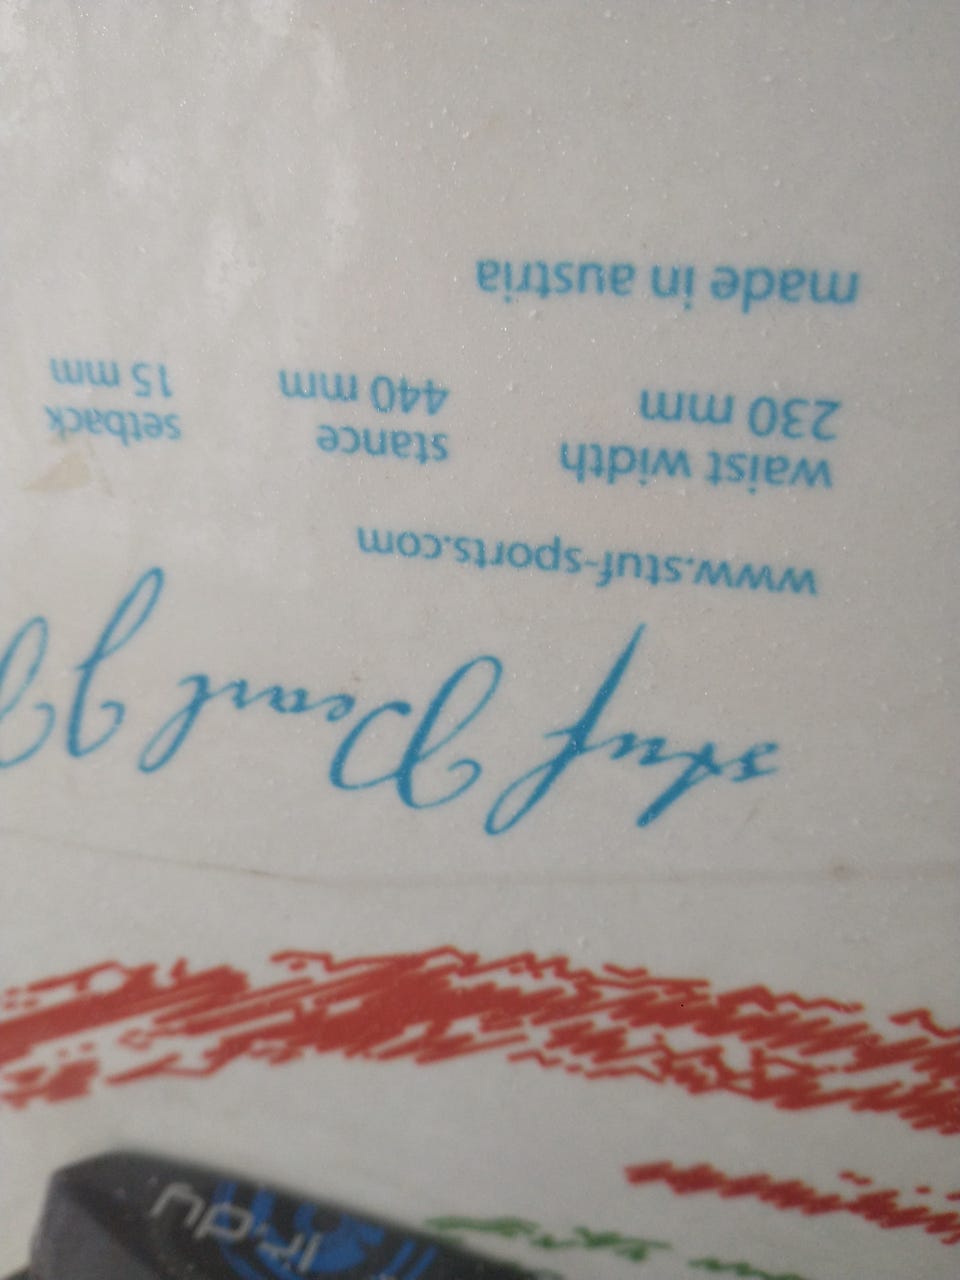 stuf Pearl
www.stuf-sports.com
waist width stance setback
230 mm 440 mm 15 mm
made in austria